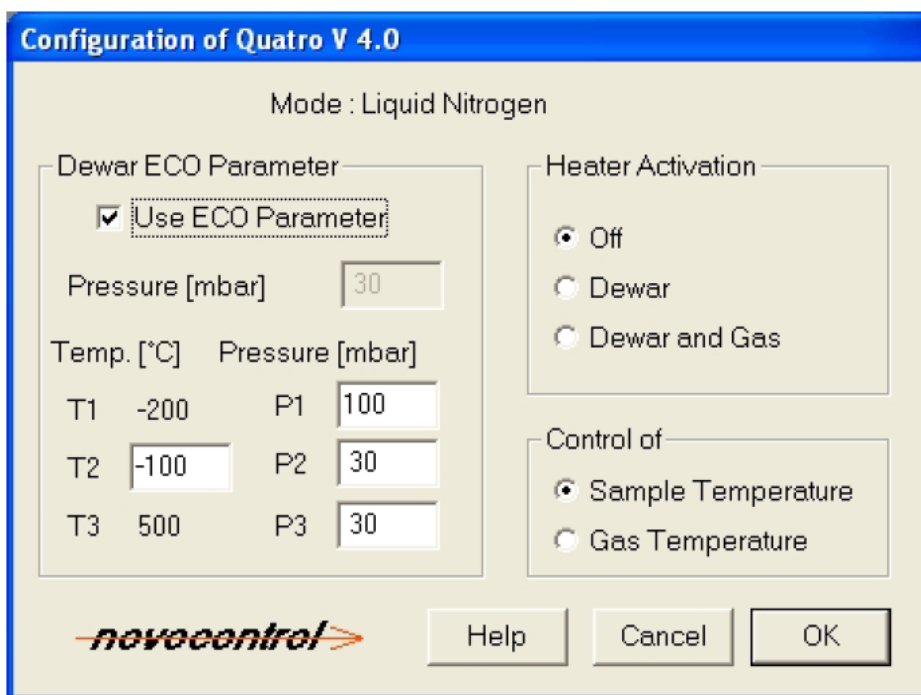 Configuration of Quatro V 4.0
Mode : Liquid Nitrogen
Dewar ECO Parameter
Use ECO Parameter
Pressure [mbar] 30
Temp. [°C] Pressure [mbar]
T1 -200 P1 100
T2 -100 P2 30
T3 500 P3 30
Heater Activation
Off
Dewar
Dewar and Gas
Control of
Sample Temperature
Gas Temperature
novocontrol
Help Cancel OK